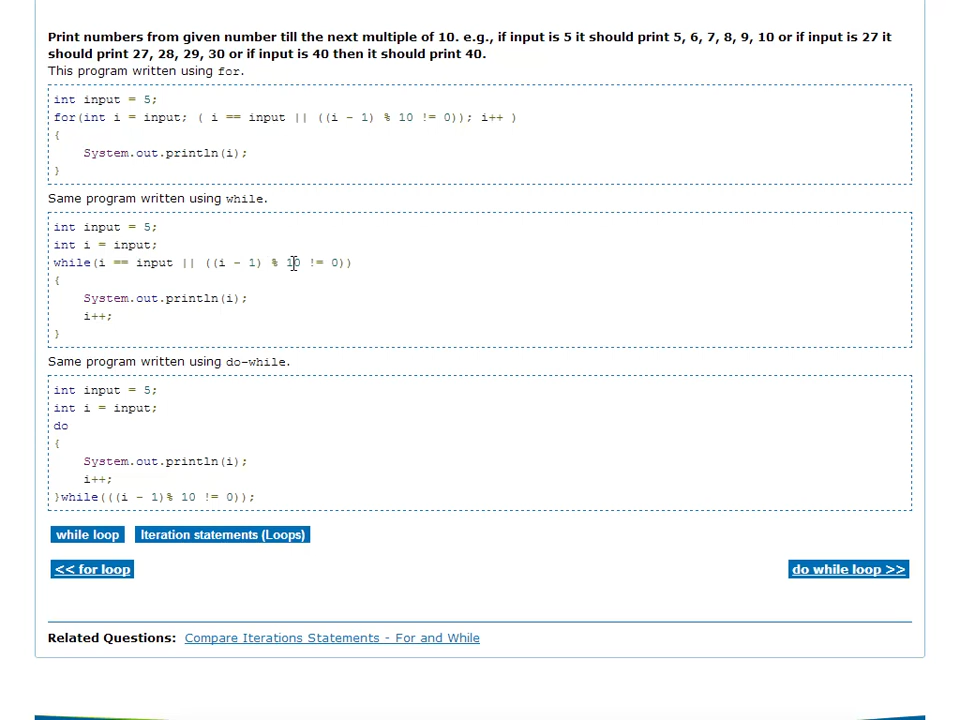 Print numbers from given number till the next multiple of 10. e.g., if input is 5 it should print 5, 6, 7, 8, 9, 10 or if input is 27 it
should print 27, 28, 29, 30 or if input is 40 then it should print 40.
This program written using for.
int input = 5;
for(int i = input; ( i == input || ((i - 1) % 10 != 0)); i++ )
{
System.out.println(i);
}
Same program written using while.
int input = 5;
int i = input;
while(i == input || ((i - 1) % 10 != 0))
{
System.out.println(i);
i++;
}
Same program written using do-while.
int input = 5;
int i = input;
do
{
System.out.println(i);
i++;
}while(((i - 1)% 10 != 0));
while loop Iteration statements (Loops)
<< for loop do while loop >>
Related Questions: Compare Iterations Statements - For and While